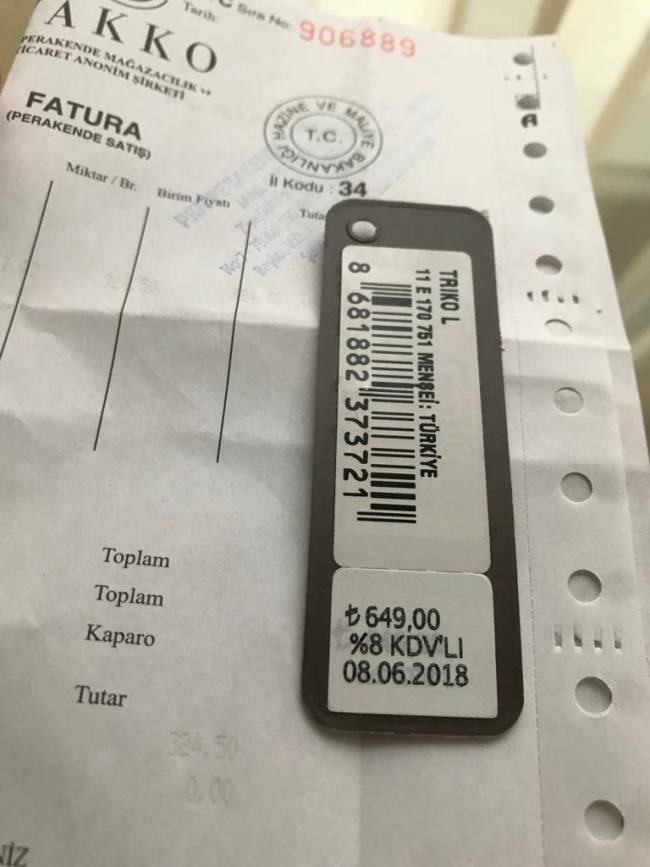 AKKO
PERAKENDE MAĞAZACILIK ve
TİCARET ANONİM ŞİRKETİ
Tarih:
Sıra No:
906889
FATURA
(PERAKENDE SATIŞ)
HAZİNE VE MALİYE BAKANLIĞI
T.C.
İl Kodu : 34
Miktar / Br.
Birim Fiyatı
TRIKO L
11 E 170 751 MENŞEİ: TÜRKİYE
8 681882 373721
₺649,00
%8 KDV'Lİ
08.06.2018
Toplam
Toplam
Kaparo
Tutar
324.50
0.00